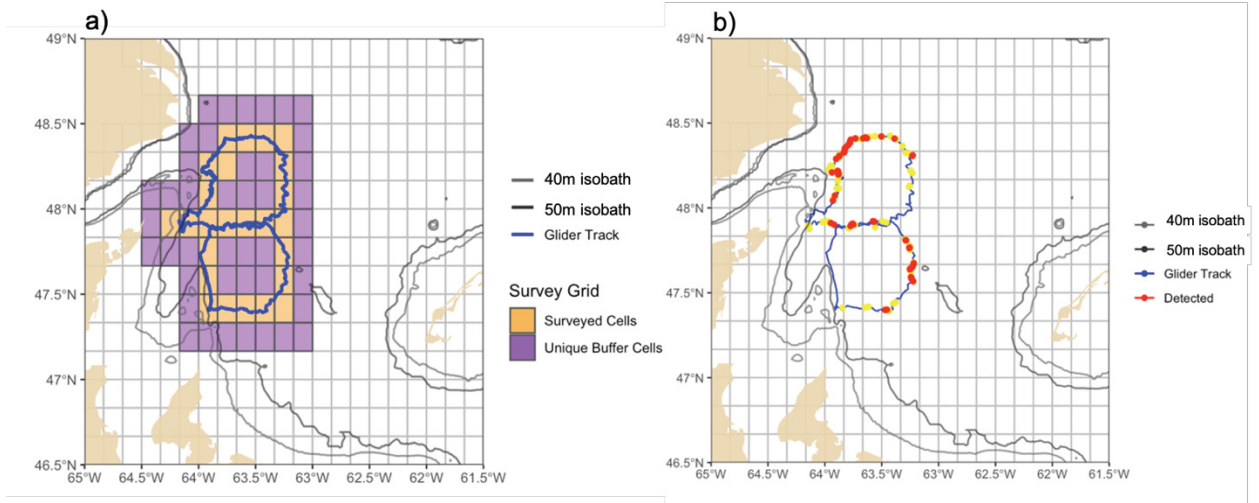 a)
49°N
48.5°N
48°N
47.5°N
47°N
46.5°N
65°W 64.5°W 64°W 63.5°W 63°W 62.5°W 62°W 61.5°W
40m isobath
50m isobath
Glider Track
Survey Grid
Surveyed Cells
Unique Buffer Cells
b)
49°N
48.5°N
48°N
47.5°N
47°N
46.5°N
65°W 64.5°W 64°W 63.5°W 63°W 62.5°W 62°W 61.5°W
40m isobath
50m isobath
Glider Track
Detected